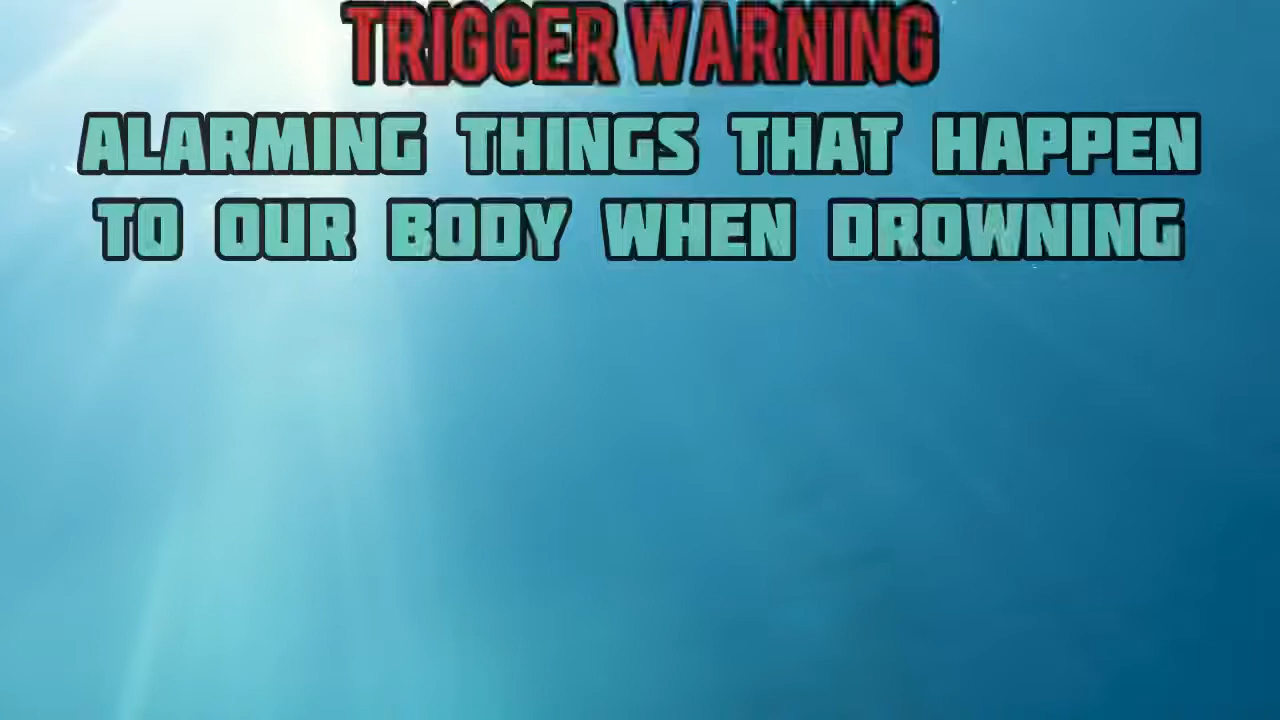 TRIGGER WARNING
ALARMING THINGS THAT HAPPEN
TO OUR BODY WHEN DROWNING